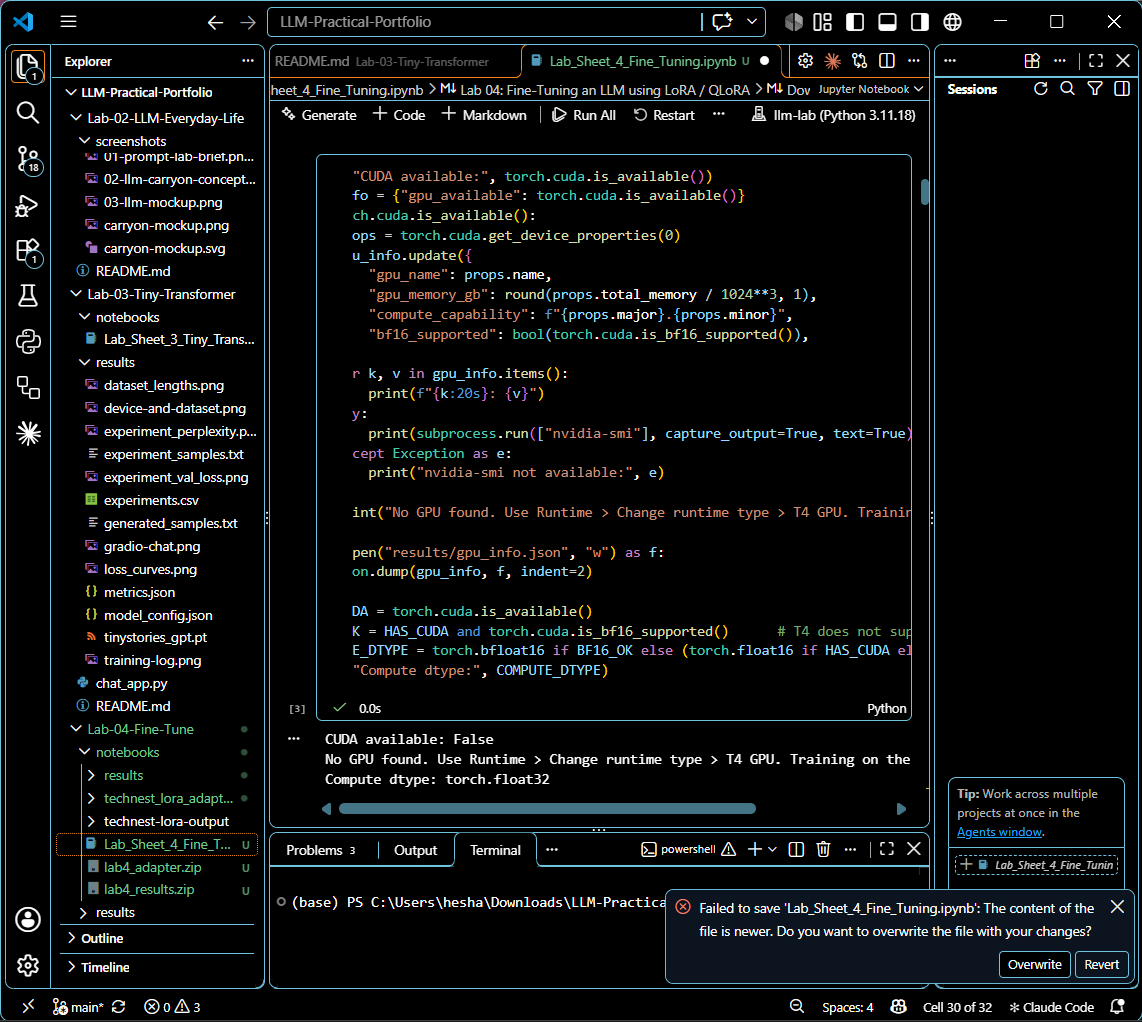 LLM-Practical-Portfolio
Explorer
LLM-Practical-Portfolio
Lab-02-LLM-Everyday-Life
screenshots
01-prompt-lab-brief.pn...
02-llm-carryon-concept...
03-llm-mockup.png
carryon-mockup.png
carryon-mockup.svg
README.md
Lab-03-Tiny-Transformer
notebooks
Lab_Sheet_3_Tiny_Trans...
results
dataset_lengths.png
device-and-dataset.png
experiment_perplexity.p...
experiment_samples.txt
experiment_val_loss.png
experiments.csv
generated_samples.txt
gradio-chat.png
loss_curves.png
metrics.json
model_config.json
tinystories_gpt.pt
training-log.png
chat_app.py
README.md
Lab-04-Fine-Tune
notebooks
results
technest_lora_adapt...
technest-lora-output
Lab_Sheet_4_Fine_T... U
lab4_adapter.zip U
lab4_results.zip U
results
Outline
Timeline
1
18
1
README.md Lab-03-Tiny-Transformer
Lab_Sheet_4_Fine_Tuning.ipynb U
heet_4_Fine_Tuning.ipynb > M↓ Lab 04: Fine-Tuning an LLM using LoRA / QLoRA > M↓ Dov Jupyter Notebook
Generate + Code + Markdown Run All Restart ... llm-lab (Python 3.11.18)
"CUDA available:", torch.cuda.is_available())
fo = {"gpu_available": torch.cuda.is_available()}
ch.cuda.is_available():
ops = torch.cuda.get_device_properties(0)
u_info.update({
"gpu_name": props.name,
"gpu_memory_gb": round(props.total_memory / 1024**3, 1),
"compute_capability": f"{props.major}.{props.minor}",
"bf16_supported": bool(torch.cuda.is_bf16_supported()),
r k, v in gpu_info.items():
print(f"{k:20s}: {v}")
y:
print(subprocess.run(["nvidia-smi"], capture_output=True, text=True)
cept Exception as e:
print("nvidia-smi not available:", e)
int("No GPU found. Use Runtime > Change runtime type > T4 GPU. Trainin
pen("results/gpu_info.json", "w") as f:
on.dump(gpu_info, f, indent=2)
DA = torch.cuda.is_available()
K = HAS_CUDA and torch.cuda.is_bf16_supported() # T4 does not sup
E_DTYPE = torch.bfloat16 if BF16_OK else (torch.float16 if HAS_CUDA el
"Compute dtype:", COMPUTE_DTYPE)
[3] 0.0s Python
CUDA available: False
No GPU found. Use Runtime > Change runtime type > T4 GPU. Training on the
Compute dtype: torch.float32
Problems 3 Output Terminal ... powershell
(base) PS C:\Users\hesha\Downloads\LLM-Practica
Sessions
Tip: Work across multiple
projects at once in the
Agents window.
+ Lab_Sheet_4_Fine_Tunin
Failed to save 'Lab_Sheet_4_Fine_Tuning.ipynb': The content of the
file is newer. Do you want to overwrite the file with your changes?
Overwrite Revert
main* 0 3 Spaces: 4 Cell 30 of 32 Claude Code